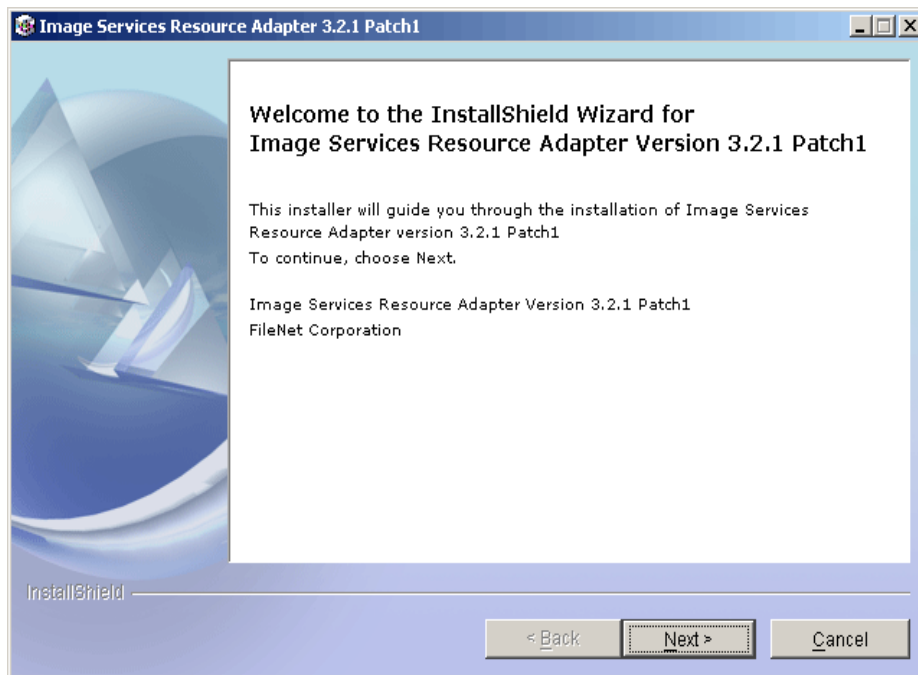 Image Services Resource Adapter 3.2.1 Patch1
Welcome to the InstallShield Wizard for
Image Services Resource Adapter Version 3.2.1 Patch1
This installer will guide you through the installation of Image Services
Resource Adapter version 3.2.1 Patch1
To continue, choose Next.
Image Services Resource Adapter Version 3.2.1 Patch1
FileNet Corporation
InstallShield
< Back
Next >
Cancel